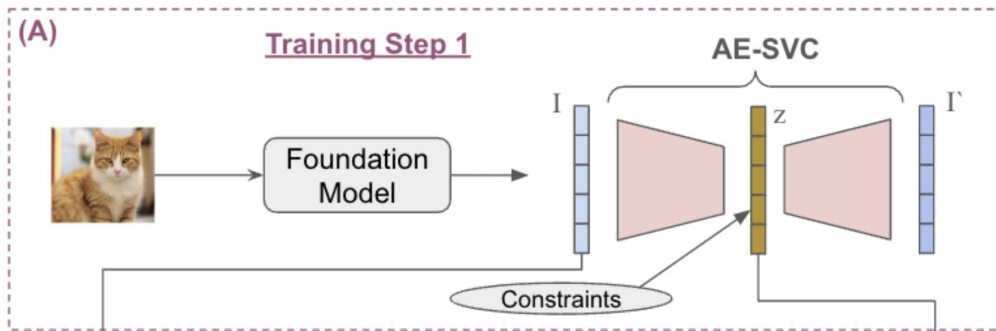 (A)
Training Step 1
AE-SVC
I
z
I`
Foundation
Model
Constraints